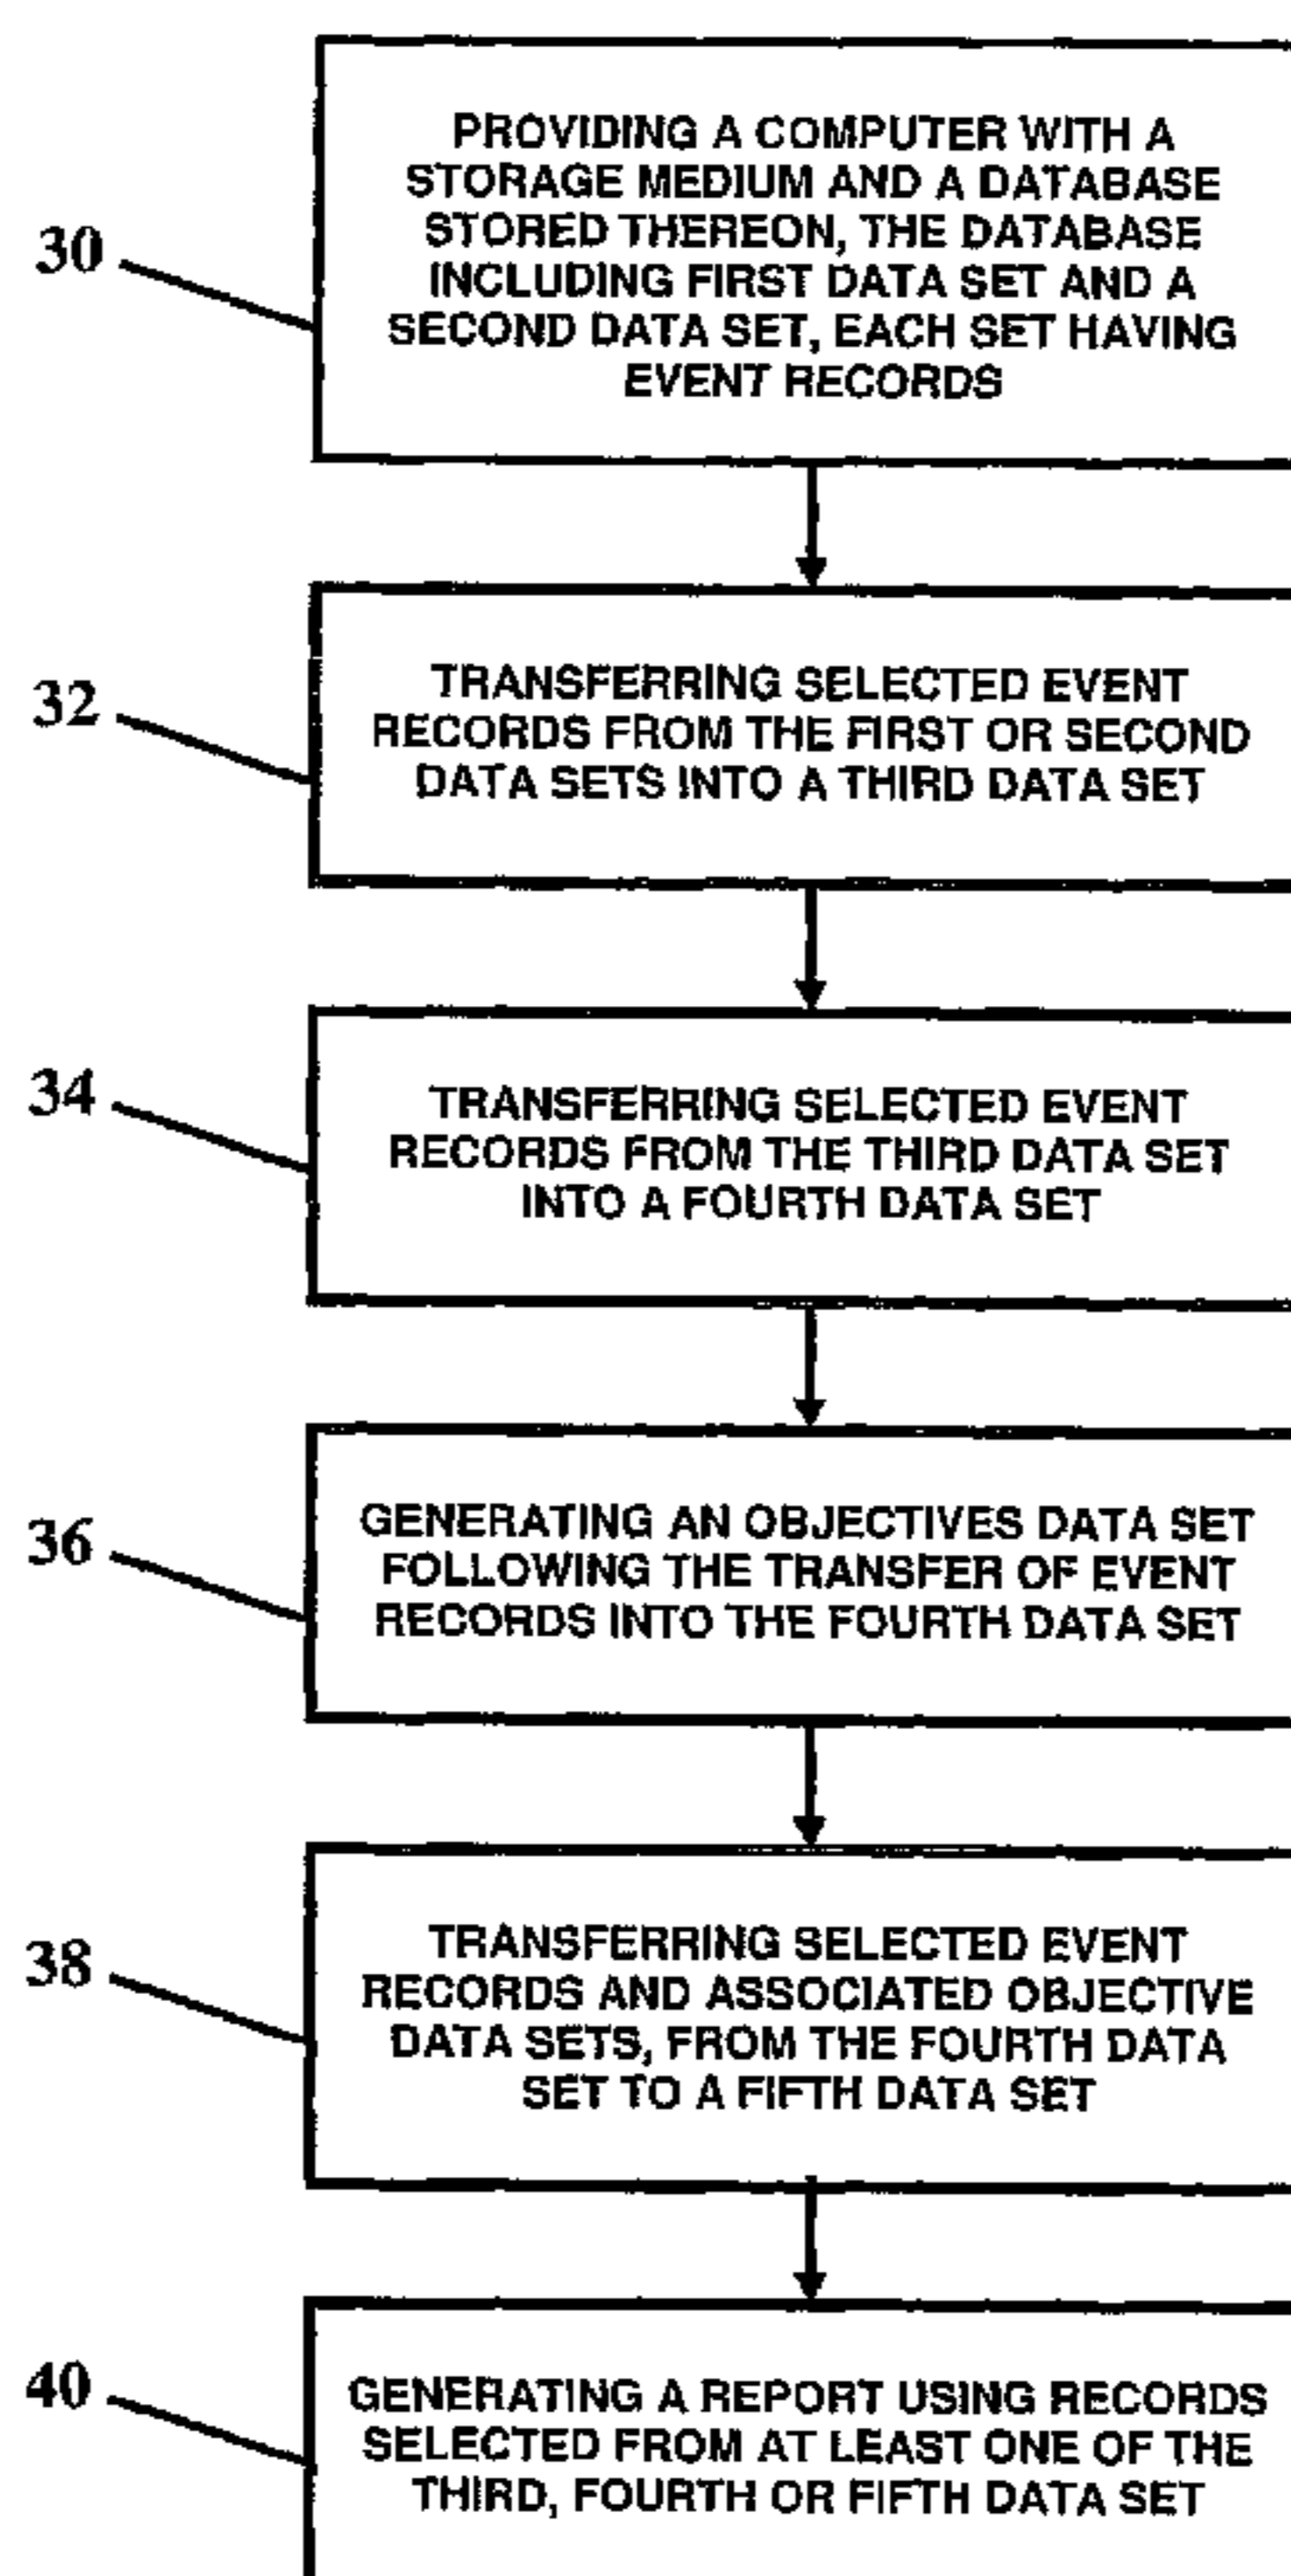 30
PROVIDING A COMPUTER WITH A
STORAGE MEDIUM AND A DATABASE
STORED THEREON, THE DATABASE
INCLUDING FIRST DATA SET AND A
SECOND DATA SET, EACH SET HAVING
EVENT RECORDS
32
TRANSFERRING SELECTED EVENT
RECORDS FROM THE FIRST OR SECOND
DATA SETS INTO A THIRD DATA SET
34
TRANSFERRING SELECTED EVENT
RECORDS FROM THE THIRD DATA SET
INTO A FOURTH DATA SET
36
GENERATING AN OBJECTIVES DATA SET
FOLLOWING THE TRANSFER OF EVENT
RECORDS INTO THE FOURTH DATA SET
38
TRANSFERRING SELECTED EVENT
RECORDS AND ASSOCIATED OBJECTIVE
DATA SETS, FROM THE FOURTH DATA
SET TO A FIFTH DATA SET
40
GENERATING A REPORT USING RECORDS
SELECTED FROM AT LEAST ONE OF THE
THIRD, FOURTH OR FIFTH DATA SET